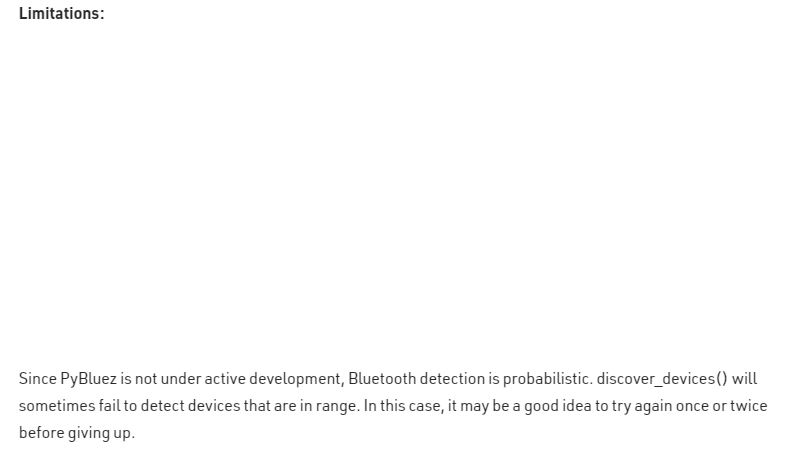 Limitations:
Since PyBluez is not under active development, Bluetooth detection is probabilistic. discover_devices() will
sometimes fail to detect devices that are in range. In this case, it may be a good idea to try again once or twice
before giving up.